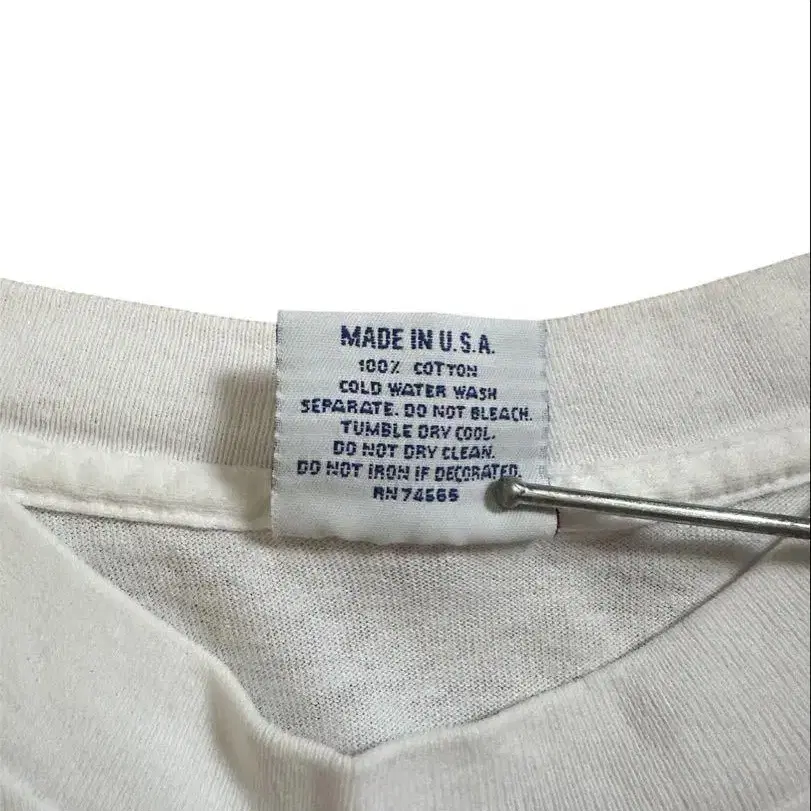 MADE IN U.S.A.
100% COTTON
COLD WATER WASH
SEPARATE. DO NOT BLEACH.
TUMBLE DRY COOL.
DO NOT DRY CLEAN.
DO NOT IRON IF DECORATED.
RN 74565